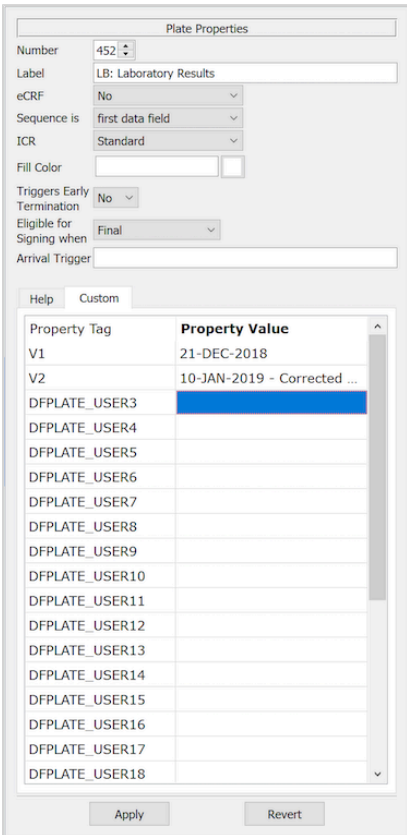 Plate Properties
Number 452
Label LB: Laboratory Results
eCRF No
Sequence is first data field
ICR Standard
Fill Color
Triggers Early Termination No
Eligible for Signing when Final
Arrival Trigger
Help Custom
Property Tag Property Value
V1 21-DEC-2018
V2 10-JAN-2019 - Corrected ...
DFPLATE_USER3
DFPLATE_USER4
DFPLATE_USER5
DFPLATE_USER6
DFPLATE_USER7
DFPLATE_USER8
DFPLATE_USER9
DFPLATE_USER10
DFPLATE_USER11
DFPLATE_USER12
DFPLATE_USER13
DFPLATE_USER14
DFPLATE_USER15
DFPLATE_USER16
DFPLATE_USER17
DFPLATE_USER18
Apply Revert